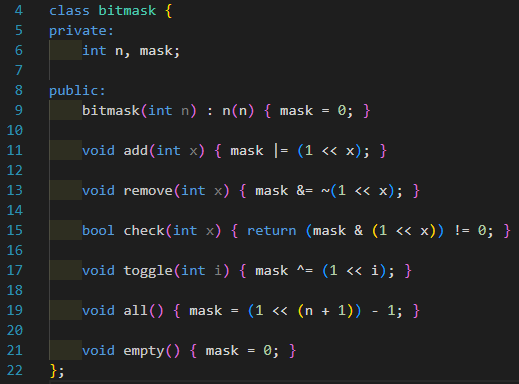 4 class bitmask {
5 private:
6     int n, mask;
7
8 public:
9     bitmask(int n) : n(n) { mask = 0; }
10
11     void add(int x) { mask |= (1 << x); }
12
13     void remove(int x) { mask &= ~(1 << x); }
14
15     bool check(int x) { return (mask & (1 << x)) != 0; }
16
17     void toggle(int i) { mask ^= (1 << i); }
18
19     void all() { mask = (1 << (n + 1)) - 1; }
20
21     void empty() { mask = 0; }
22 };